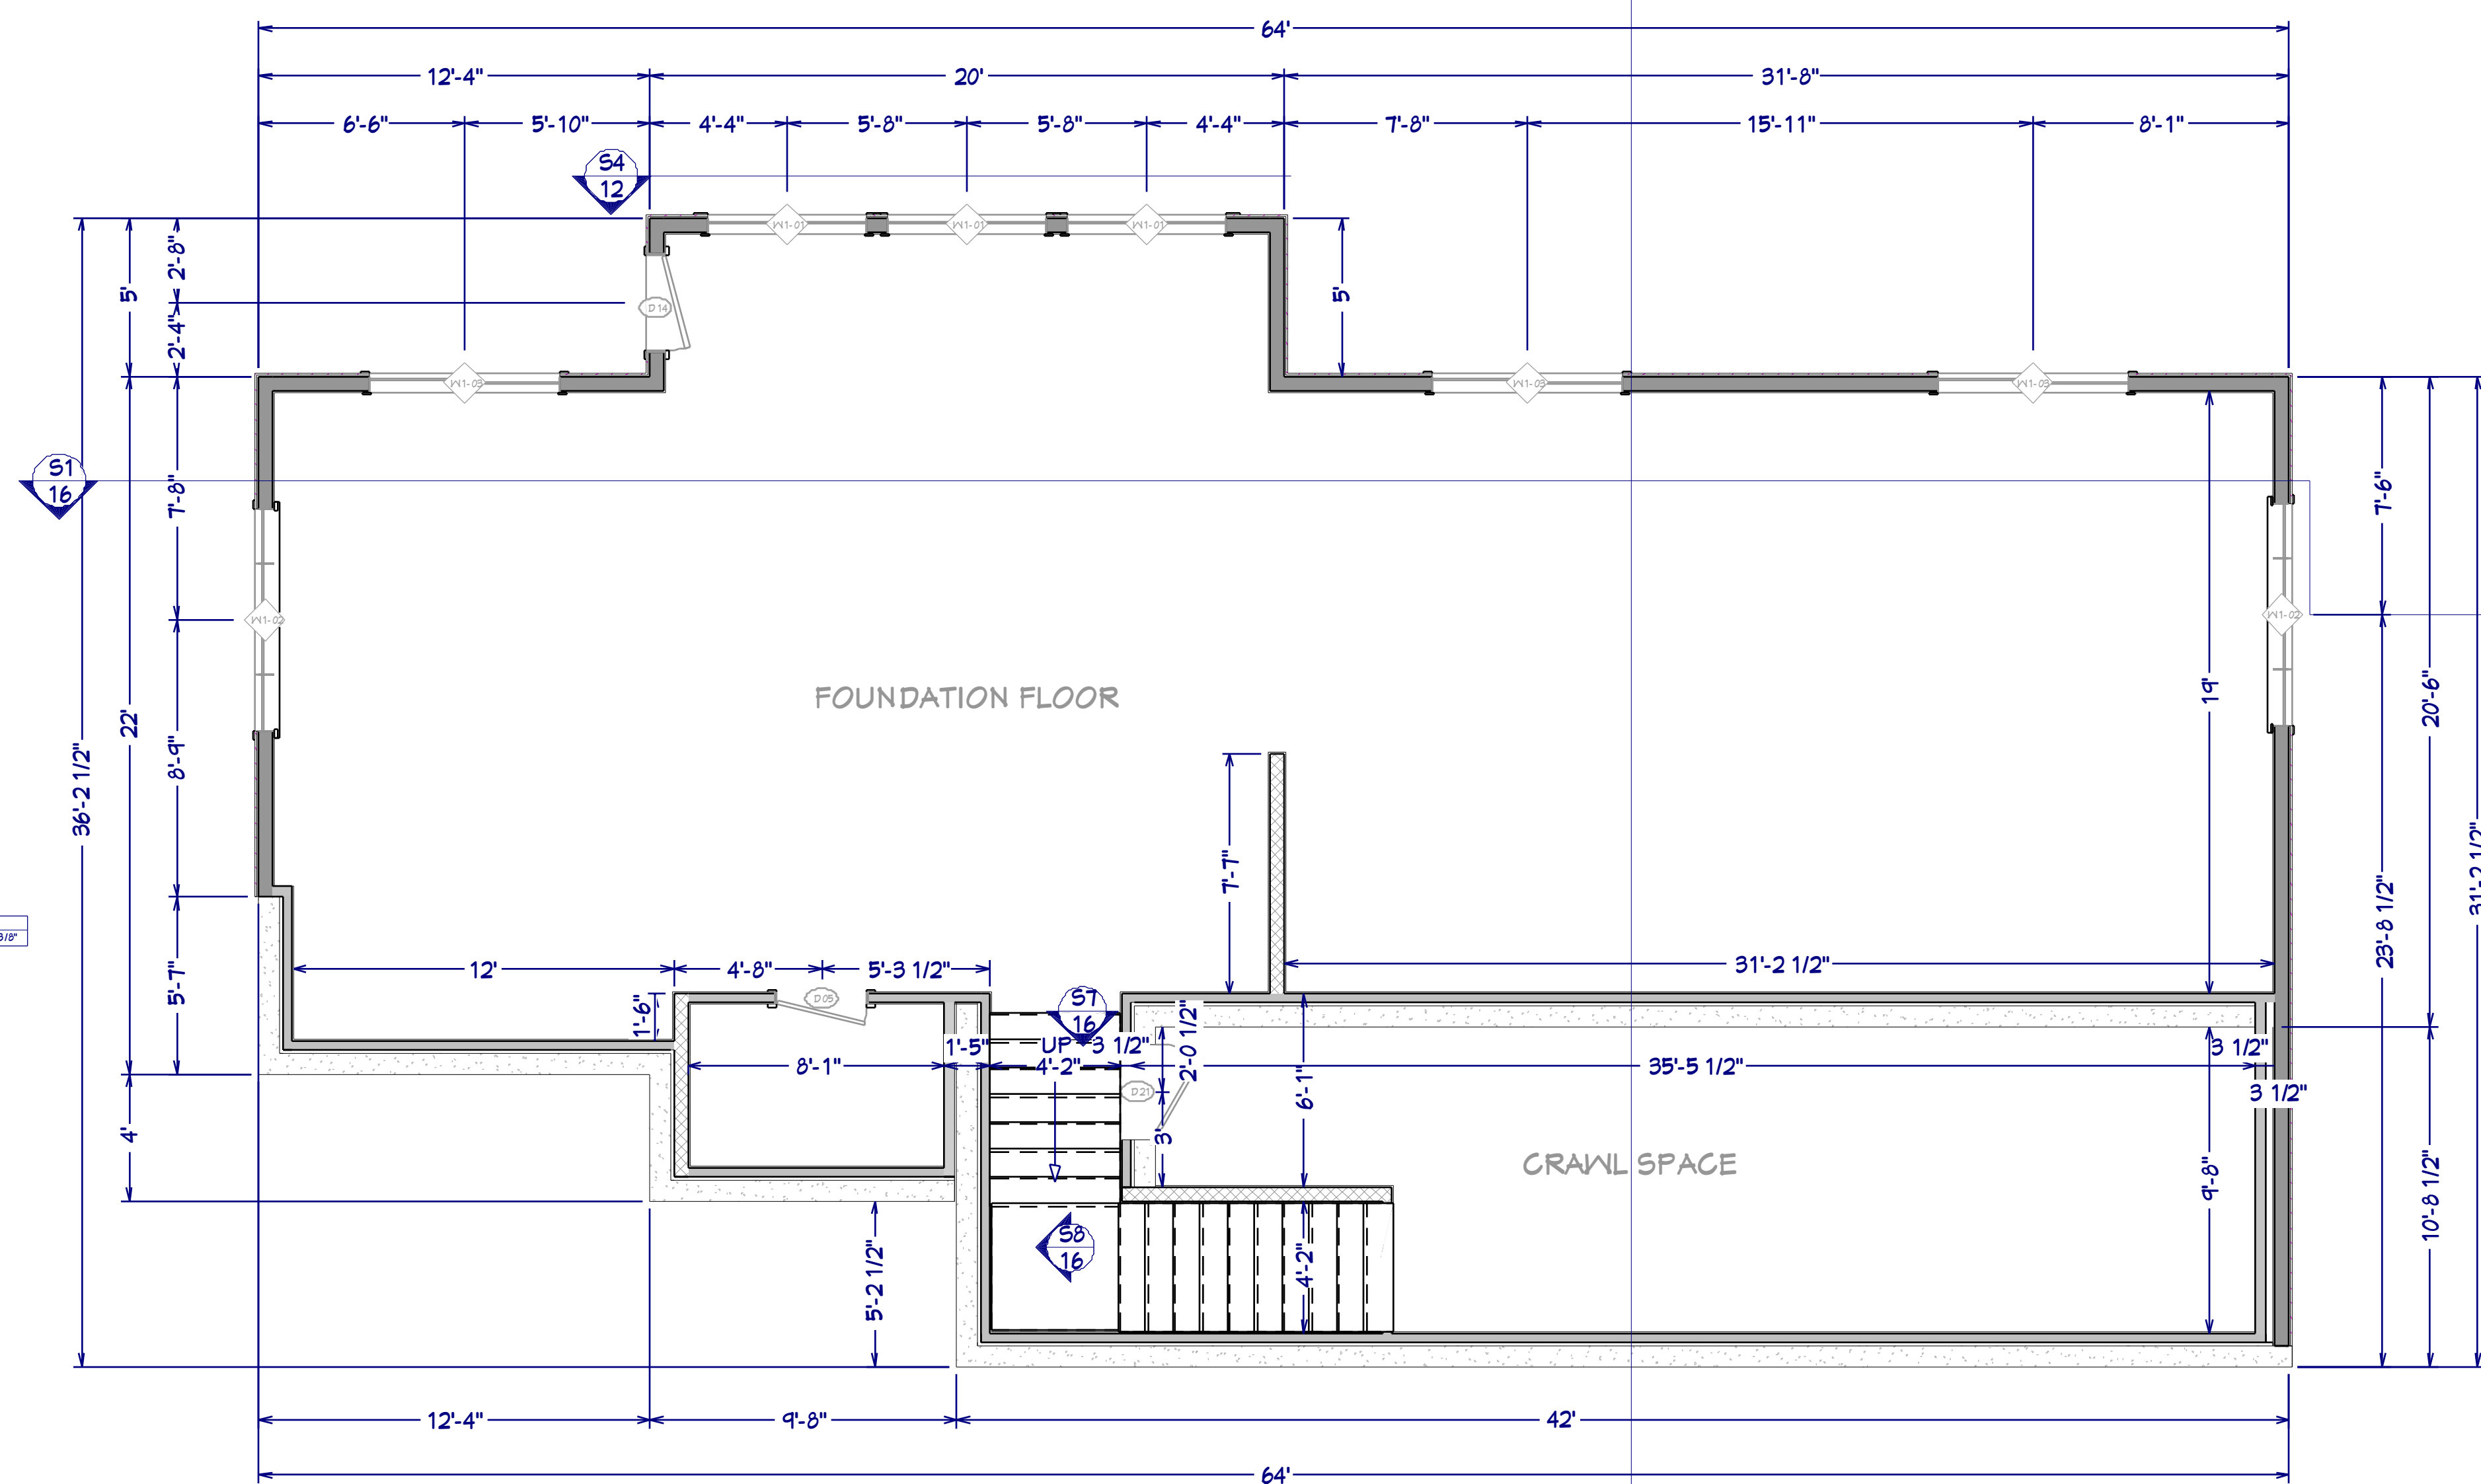 64'
12'-4" 20' 31'-8"
6'-6" 5'-10" 4'-4" 5'-8" 5'-8" 4'-4" 7'-8" 15'-11" 8'-1"
S4
12
W1-01 W1-01 W1-01
2'-8"
5'
5'
D14
2'-4"
W1-03 W1-03 W1-03
S1
16
7'-8"
7'-6"
W1-02 W1-02
FOUNDATION FLOOR
19'
20'-6"
22'
8'-9"
36'-2 1/2"
7'-7"
31'-2 1/2"
23'-8 1/2"
3/8"
12' 4'-8" 5'-3 1/2" 31'-2 1/2"
5'-7"
D05
1'-6"
S7
16
2'-0 1/2"
1'-5" UP 3 1/2" 3 1/2"
8'-1" 4'-2" 35'-5 1/2"
6'-1"
D21
3 1/2"
4'
3'
CRAWL SPACE
9'-8"
10'-8 1/2"
S8
16
4'-2"
5'-2 1/2"
12'-4" 9'-8" 42'
64'